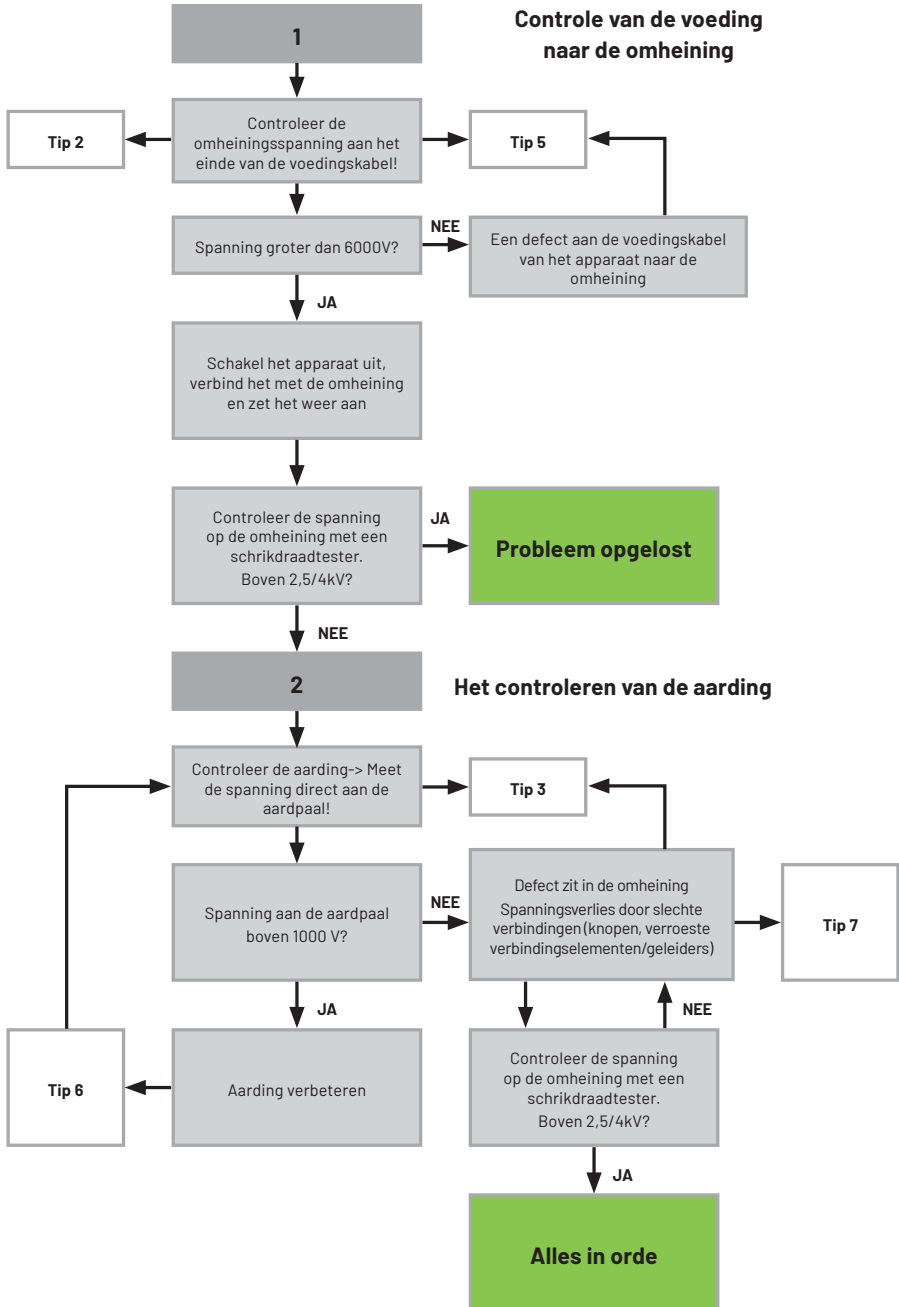 Controle van de voeding
naar de omheining
1
Controleer de
omheiningsspanning aan het
einde van de voedingskabel!
Tip 2
Tip 5
Spanning groter dan 6000V?
NEE
Een defect aan de voedingskabel
van het apparaat naar de
omheining
JA
Schakel het apparaat uit,
verbind het met de omheining
en zet het weer aan
Controleer de spanning
op de omheining met een
schrikdraadtester.
Boven 2,5/4kV?
JA
Probleem opgelost
NEE
2
Het controleren van de aarding
Controleer de aarding-> Meet
de spanning direct aan de
aardpaal!
Tip 3
Spanning aan de aardpaal
boven 1000 V?
NEE
Defect zit in de omheining
Spanningsverlies door slechte
verbindingen (knopen, verroeste
verbindingselementen/geleiders)
Tip 7
JA
NEE
Tip 6
Aarding verbeteren
Controleer de spanning
op de omheining met een
schrikdraadtester.
Boven 2,5/4kV?
JA
Alles in orde